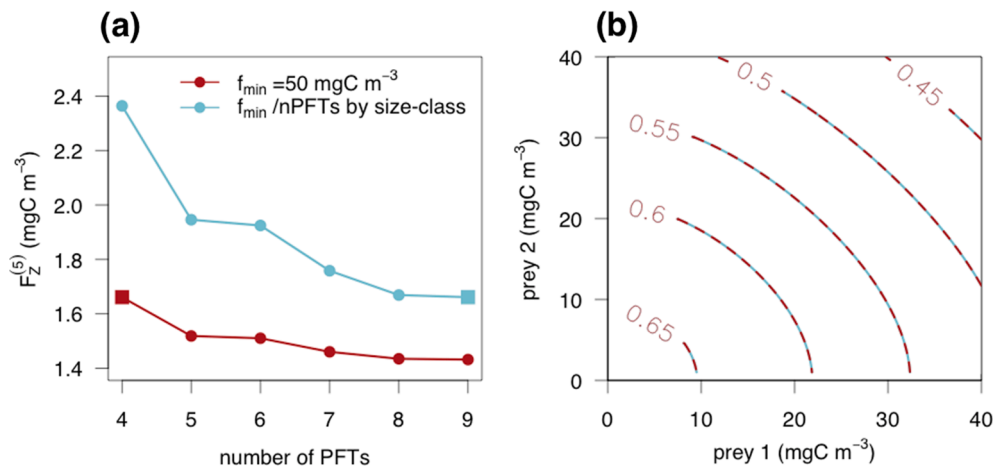 (a)
f_min =50 mgC m⁻³
f_min /nPFTs by size-class
F_Z^(5) (mgC m⁻³)
2.4
2.2
2.0
1.8
1.6
1.4
4 5 6 7 8 9
number of PFTs
(b)
prey 2 (mgC m⁻³)
40
30
20
10
0
0.5
0.45
0.55
0.6
0.65
0 10 20 30 40
prey 1 (mgC m⁻³)